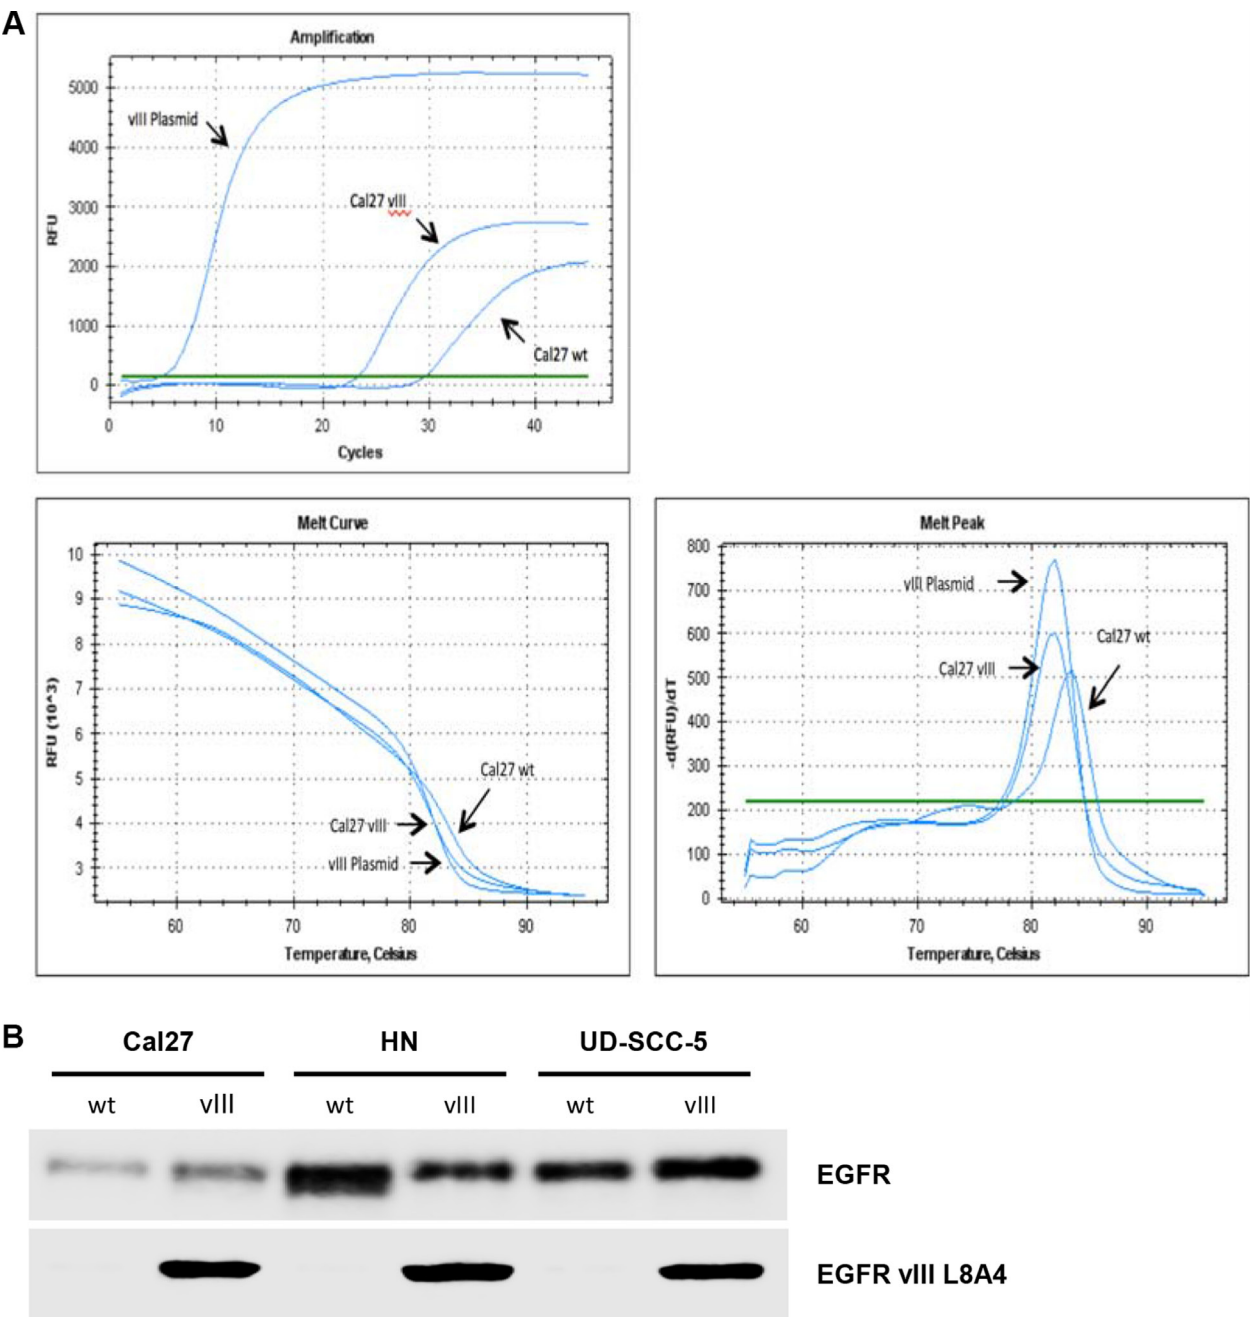 A
Amplification
5000
4000
3000
2000
1000
0
RFU
vIII Plasmid
Cal27 vIII
Cal27 wt
0 10 20 30 40
Cycles
Melt Curve
10
9
8
7
6
5
4
3
RFU (10^3)
Cal27 wt
Cal27 vIII
vIII Plasmid
60 70 80 90
Temperature, Celsius
Melt Peak
800
700
600
500
400
300
200
100
0
-d(RFU)/dT
vIII Plasmid
Cal27 wt
Cal27 vIII
60 70 80 90
Temperature, Celsius
B
Cal27 HN UD-SCC-5
wt vIII wt vIII wt vIII
EGFR
EGFR vIII L8A4